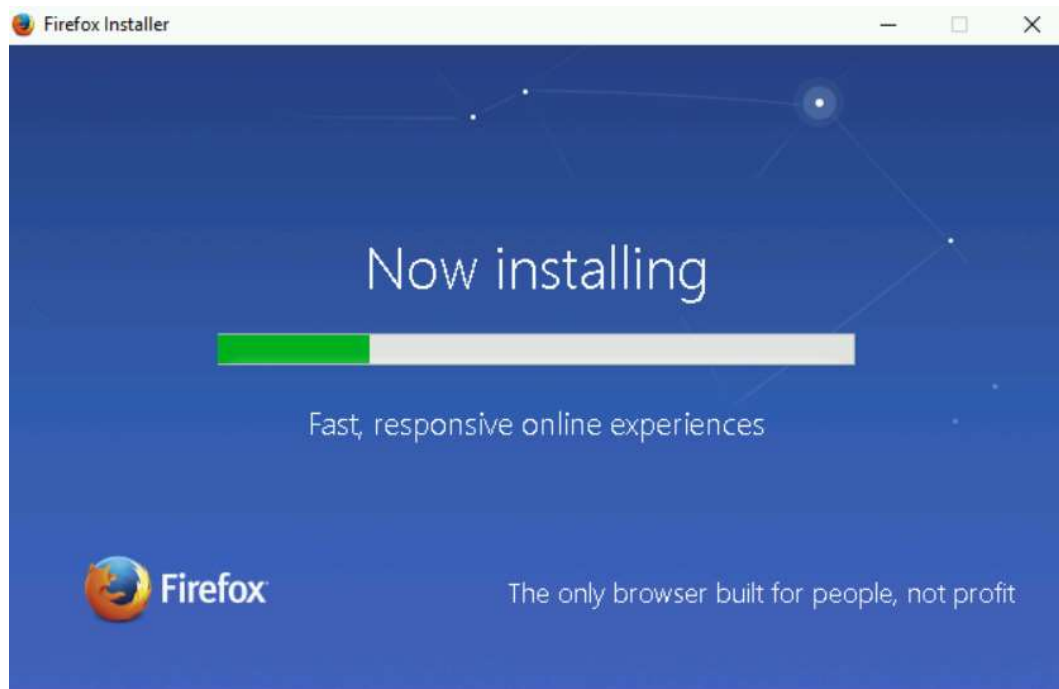 Firefox Installer
Now installing
Fast, responsive online experiences
Firefox
The only browser built for people, not profit